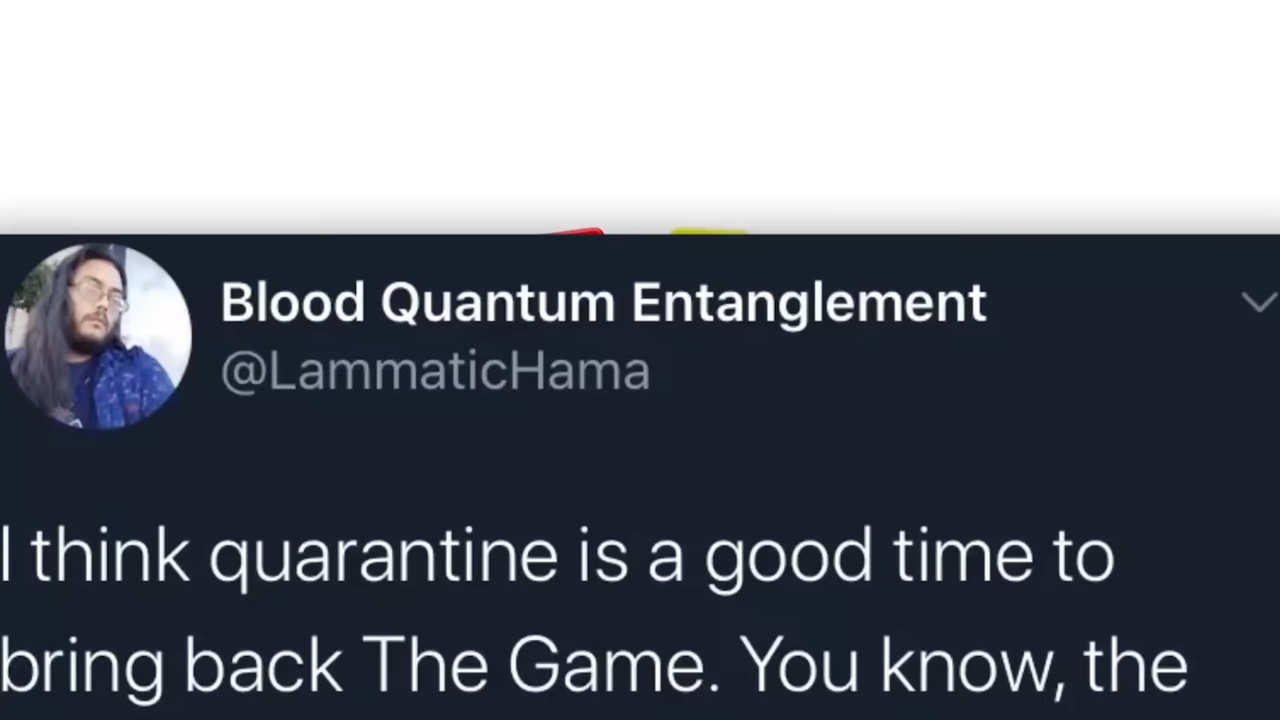 Blood Quantum Entanglement
@LammaticHama
I think quarantine is a good time to
bring back The Game. You know, the